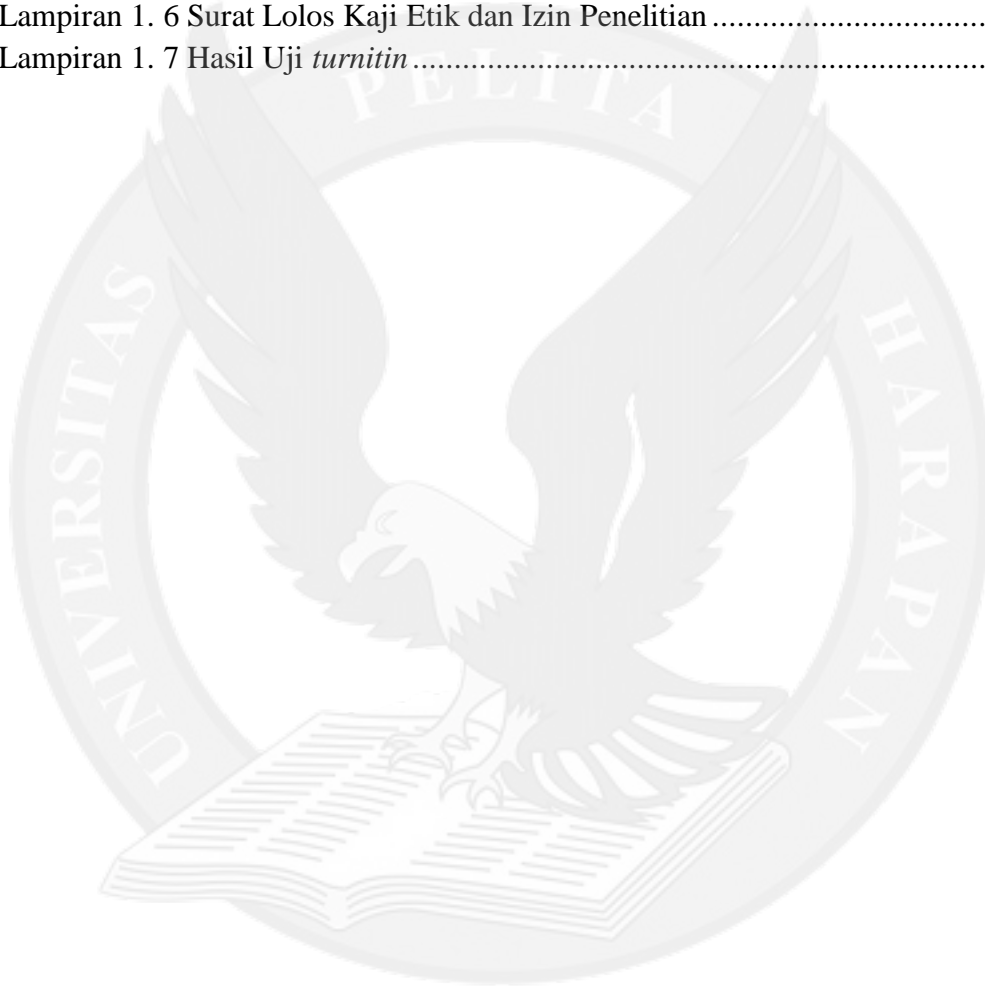 Lampiran 1. 6 Surat Lolos Kaji Etik dan Izin Penelitian ..................................
Lampiran 1. 7 Hasil Uji turnitin ......................................................................
UNIVERSITAS PELITA HARAPAN